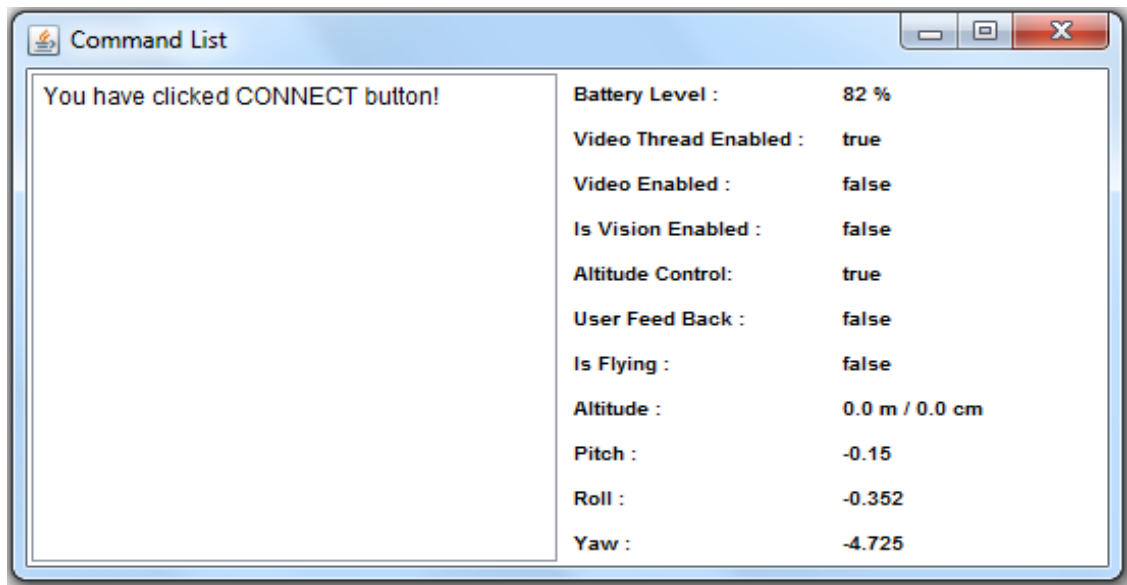 Command List
You have clicked CONNECT button!
Battery Level : 82 %
Video Thread Enabled : true
Video Enabled : false
Is Vision Enabled : false
Altitude Control: true
User Feed Back : false
Is Flying : false
Altitude : 0.0 m / 0.0 cm
Pitch : -0.15
Roll : -0.352
Yaw : -4.725